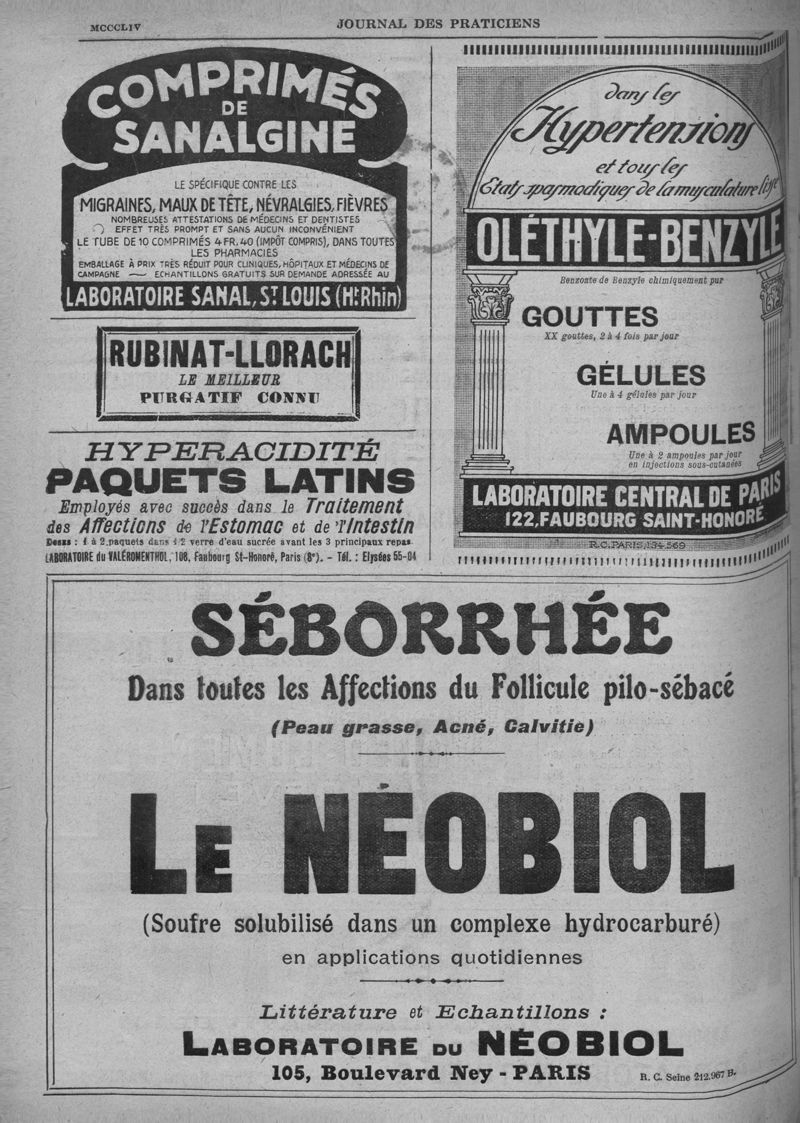 MCCCLIV
JOURNAL DES PRATICIENS
COMPRIMÉS
DE
SANALGINE
LE SPÉCIFIQUE CONTRE LES
MIGRAINES, MAUX DE TÊTE, NÉVRALGIES, FIÈVRES
NOMBREUSES ATTESTATIONS DE MÉDECINS ET DENTISTES
EFFET TRÈS PROMPT ET SANS AUCUN INCONVÉNIENT
LE TUBE DE 10 COMPRIMÉS 4 FR. 40 (IMPÔT COMPRIS), DANS TOUTES
LES PHARMACIES
EMBALLAGE À PRIX TRÈS RÉDUIT POUR CLINIQUES, HÔPITAUX ET MÉDECINS DE
CAMPAGNE — ECHANTILLONS GRATUITS SUR DEMANDE ADRESSÉE AU
LABORATOIRE SANAL, ST LOUIS (Ht Rhin)
RUBINAT-LLORACH
LE MEILLEUR
PURGATIF CONNU
HYPERACIDITÉ
PAQUETS LATINS
Employés avec succès dans le Traitement
des Affections de l'Estomac et de l'Intestin
Doses : 1 à 2 paquets dans 1/2 verre d'eau sucrée avant les 3 principaux repas
LABORATOIRE du VALÉROMENTHOL, 108, Faubourg St-Honoré, Paris (8e). - Tél. : Elysées 55-04
dans les
Hypertensions
et tous les
États spasmodiques de la musculature lisse
OLÉTHYLE-BENZYLE
Benzoate de Benzyle chimiquement pur
GOUTTES
XX gouttes, 2 à 4 fois par jour
GÉLULES
Une à 4 gélules par jour
AMPOULES
Une à 2 ampoules par jour
en injections sous-cutanées
LABORATOIRE CENTRAL DE PARIS
122, FAUBOURG SAINT-HONORÉ
R.C. PARIS, 134-569
SÉBORRHÉE
Dans toutes les Affections du Follicule pilo-sébacé
(Peau grasse, Acné, Calvitie)
LE NÉOBIOL
(Soufre solubilisé dans un complexe hydrocarburé)
en applications quotidiennes
Littérature et Echantillons :
LABORATOIRE DU NÉOBIOL
105, Boulevard Ney - PARIS
R. C. Seine 212.967 B.